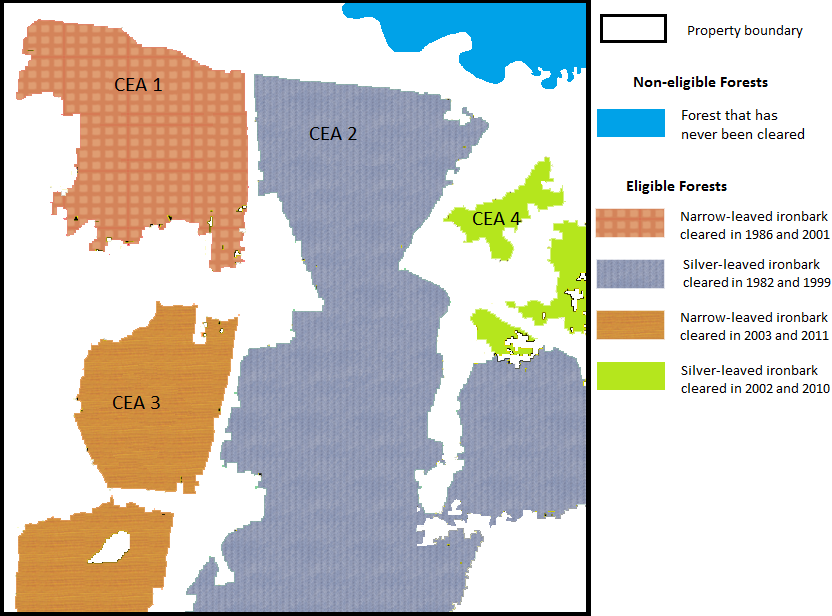 CEA 1
CEA 2
CEA 4
CEA 3
Property boundary
Non-eligible Forests
Forest that has
never been cleared
Eligible Forests
Narrow-leaved ironbark
cleared in 1986 and 2001
Silver-leaved ironbark
cleared in 1982 and 1999
Narrow-leaved ironbark
cleared in 2003 and 2011
Silver-leaved ironbark
cleared in 2002 and 2010